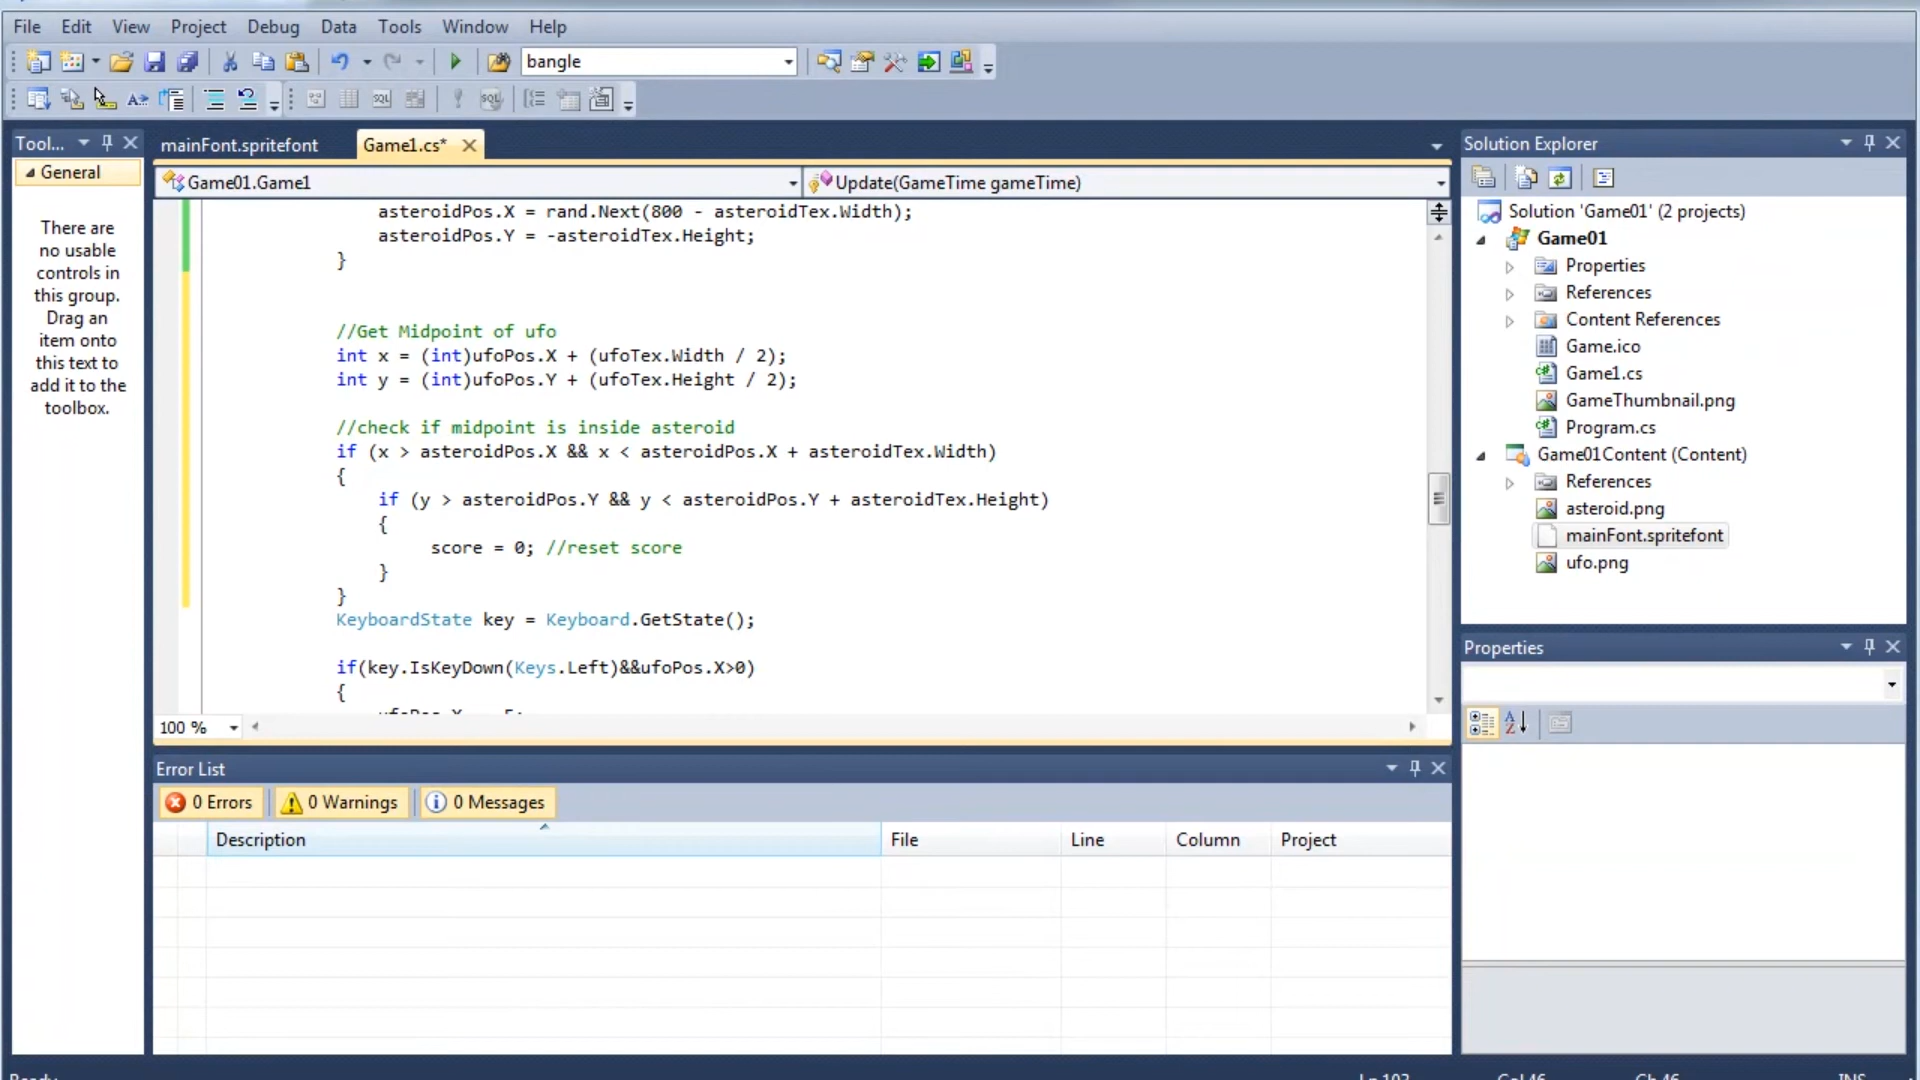 File Edit View Project Debug Data Tools Window Help
bangle
Tool...
General
There are
no usable
controls in
this group.
Drag an
item onto
this text to
add it to the
toolbox.
mainFont.spritefont Game1.cs*
Game01.Game1 Update(GameTime gameTime)
asteroidPos.X = rand.Next(800 - asteroidTex.Width);
asteroidPos.Y = -asteroidTex.Height;
}
//Get Midpoint of ufo
int x = (int)ufoPos.X + (ufoTex.Width / 2);
int y = (int)ufoPos.Y + (ufoTex.Height / 2);
//check if midpoint is inside asteroid
if (x > asteroidPos.X && x < asteroidPos.X + asteroidTex.Width)
{
if (y > asteroidPos.Y && y < asteroidPos.Y + asteroidTex.Height)
{
score = 0; //reset score
}
}
KeyboardState key = Keyboard.GetState();
if(key.IsKeyDown(Keys.Left)&&ufoPos.X>0)
{
100 %
Error List
0 Errors 0 Warnings 0 Messages
Description File Line Column Project
Solution Explorer
Solution 'Game01' (2 projects)
Game01
Properties
References
Content References
Game.ico
Game1.cs
GameThumbnail.png
Program.cs
Game01Content (Content)
References
asteroid.png
mainFont.spritefont
ufo.png
Properties